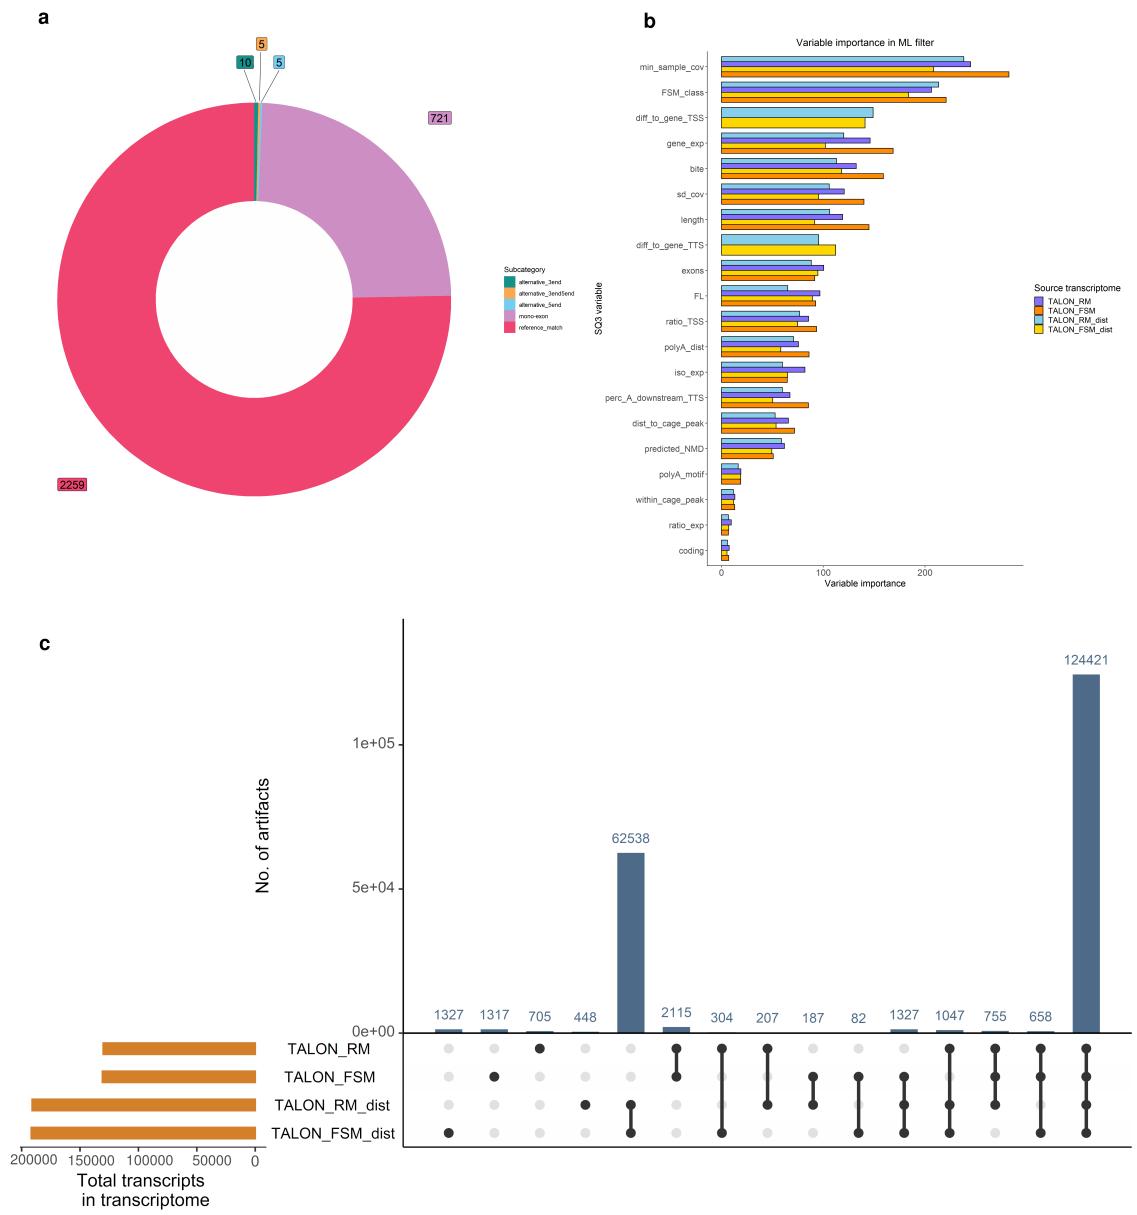 a
5
10
5
721
2259
Subcategory
alternative_3end
alternative_3end5end
alternative_5end
mono-exon
reference_match
b
Variable importance in ML filter
SQ3 variable
min_sample_cov
FSM_class
diff_to_gene_TSS
gene_exp
bite
sd_cov
length
diff_to_gene_TTS
exons
FL
ratio_TSS
polyA_dist
iso_exp
perc_A_downstream_TTS
dist_to_cage_peak
predicted_NMD
polyA_motif
within_cage_peak
ratio_exp
coding
0 100 200
Variable importance
Source transcriptome
TALON_RM
TALON_FSM
TALON_RM_dist
TALON_FSM_dist
c
No. of artifacts
1e+05
5e+04
0e+00
1327 1317 705 448 62538 2115 304 207 187 82 1327 1047 755 658 124421
TALON_RM
TALON_FSM
TALON_RM_dist
TALON_FSM_dist
200000 150000 100000 50000 0
Total transcripts
in transcriptome